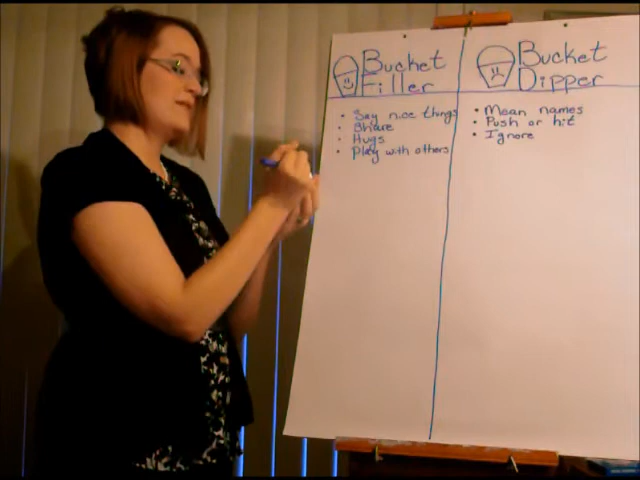 Bucket
Filler
• Say nice things
• Share
• Hugs
• Play with others
Bucket
Dipper
• Mean names
• Push or hit
• Ignore